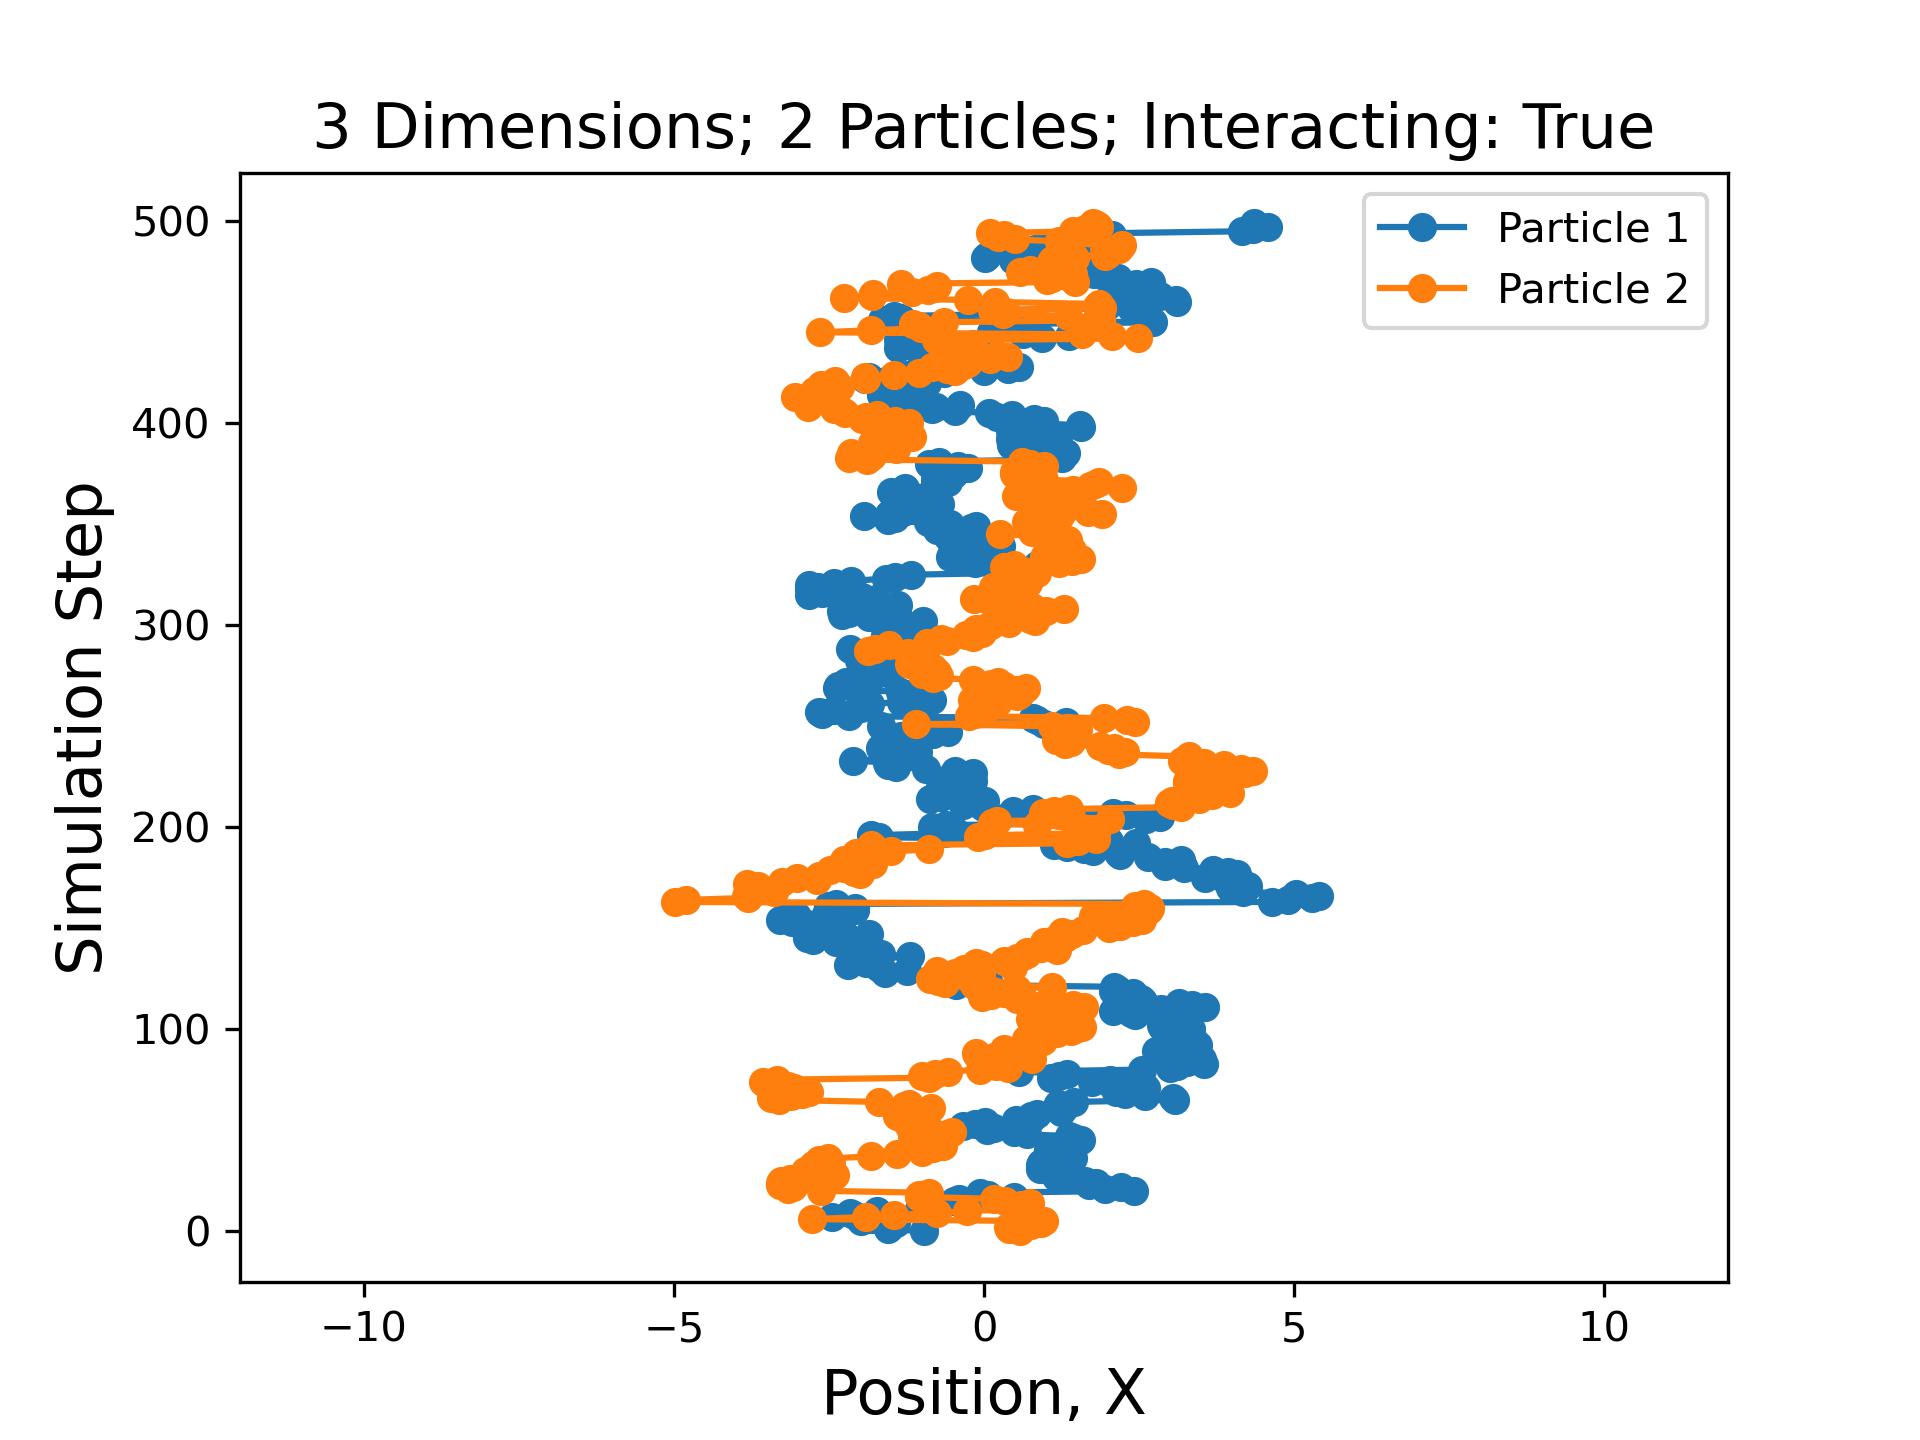 3 Dimensions; 2 Particles; Interacting: True
Particle 1
Particle 2
Simulation Step
500
400
300
200
100
0
−10
−5
0
5
10
Position, X